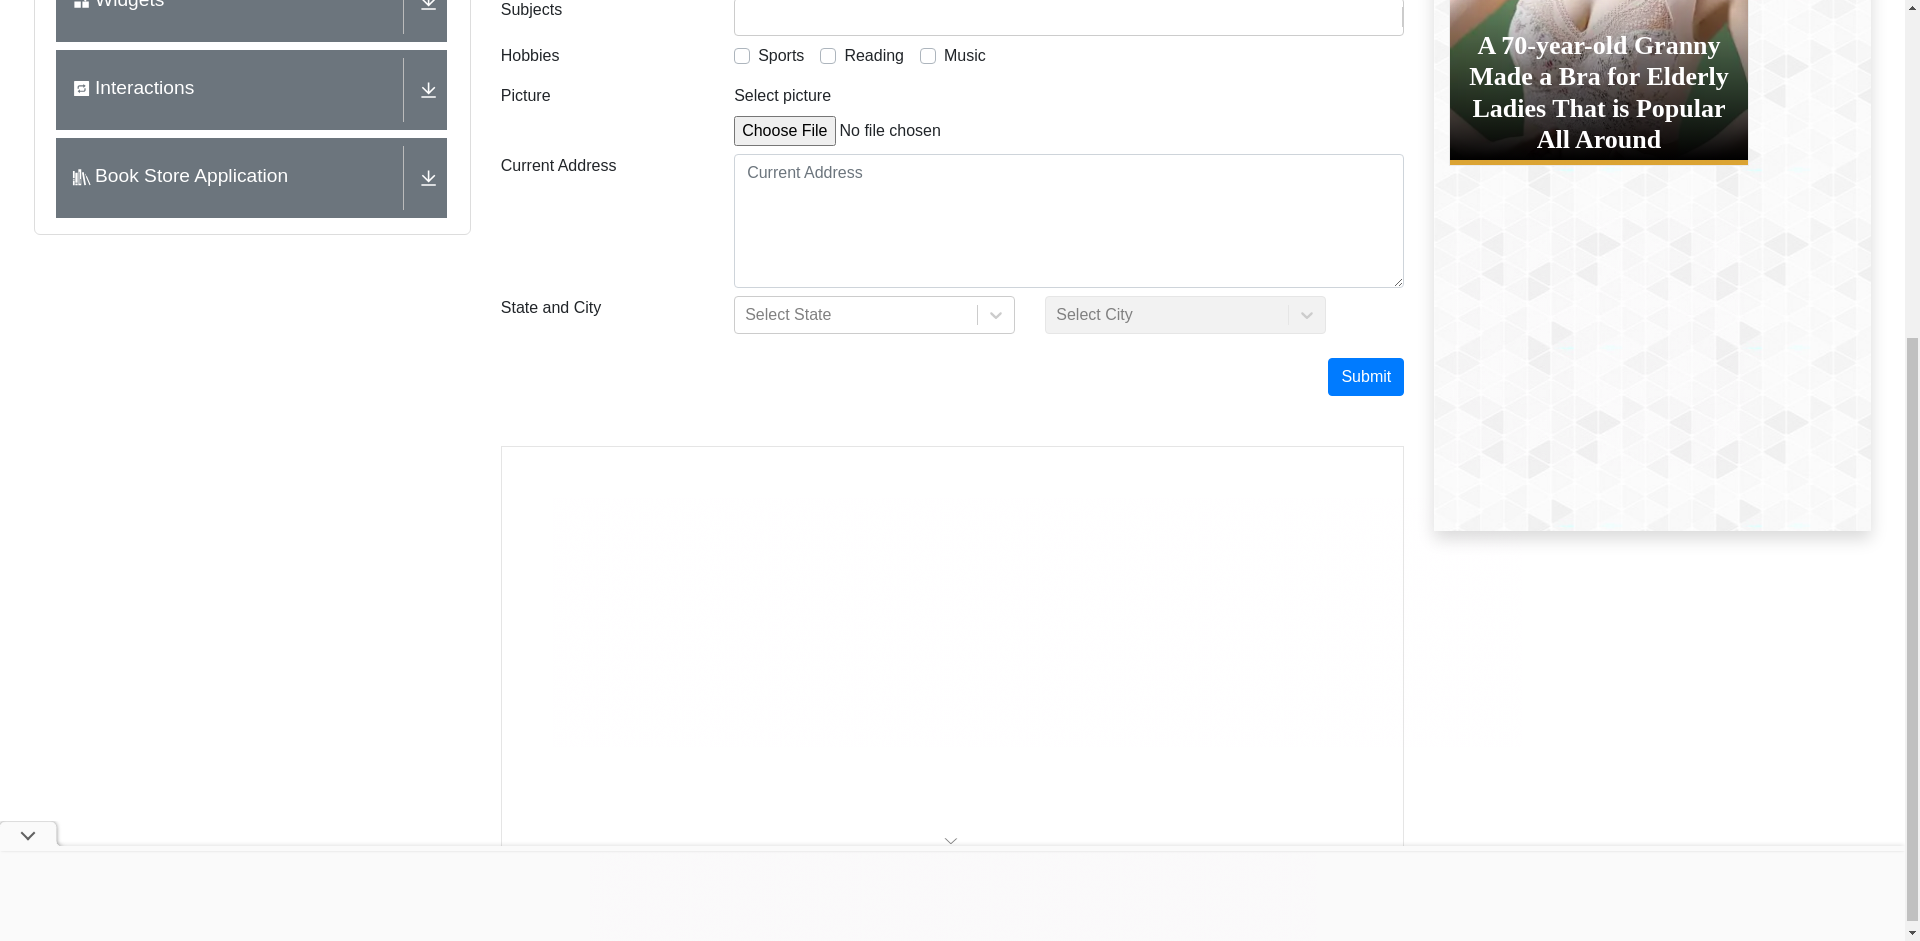 Widgets
Interactions
Book Store Application
Subjects
Hobbies
Sports
Reading
Music
Picture
Select picture
Choose File No file chosen
Current Address
Current Address
State and City
Select State
Select City
Submit
A 70-year-old Granny
Made a Bra for Elderly
Ladies That is Popular
All Around